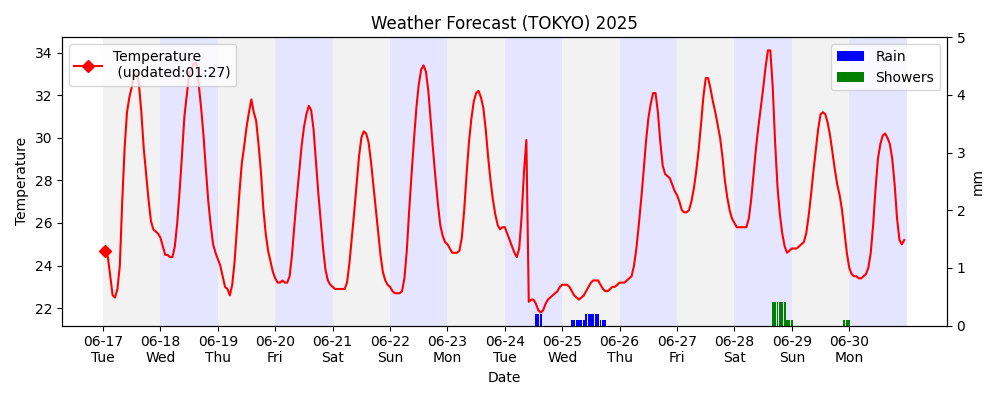 Weather Forecast (TOKYO) 2025
Temperature
(updated:01:27)
Rain
Showers
34
32
30
28
26
24
22
Temperature
5
4
3
2
1
0
mm
06-17 06-18 06-19 06-20 06-21 06-22 06-23 06-24 06-25 06-26 06-27 06-28 06-29 06-30
Tue Wed Thu Fri Sat Sun Mon Tue Wed Thu Fri Sat Sun Mon
Date